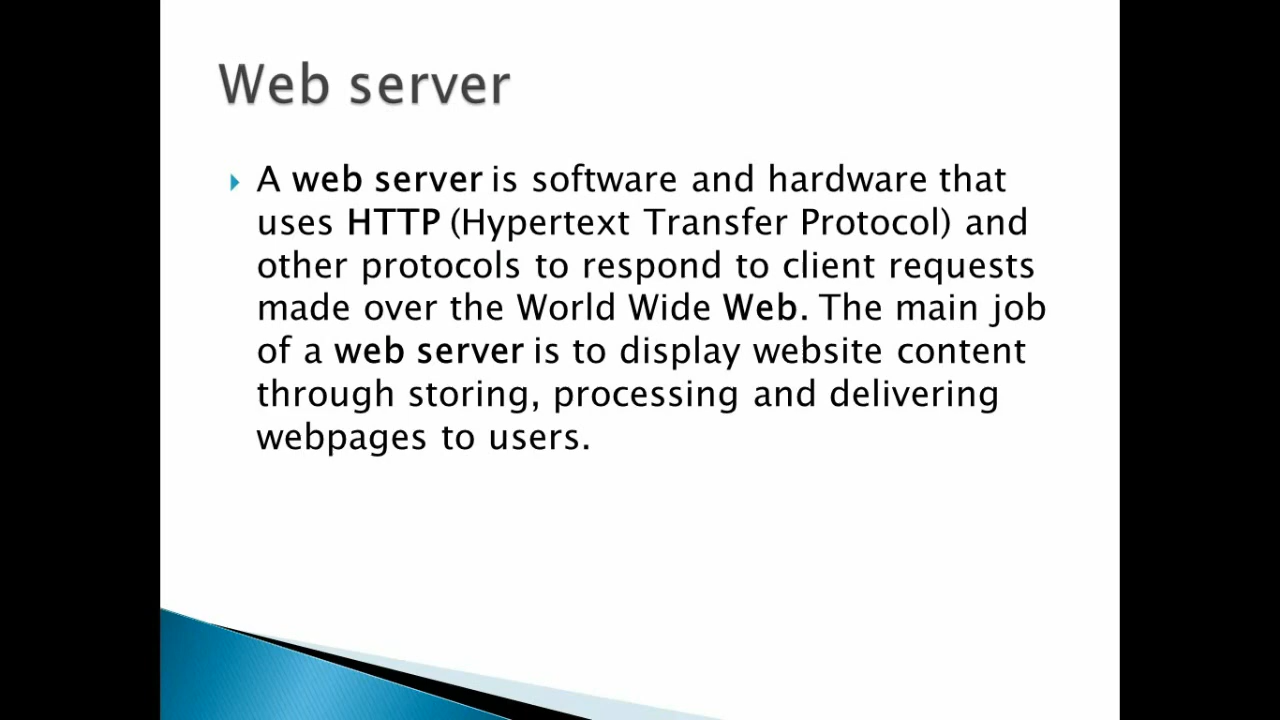 Web server
A web server is software and hardware that
uses HTTP (Hypertext Transfer Protocol) and
other protocols to respond to client requests
made over the World Wide Web. The main job
of a web server is to display website content
through storing, processing and delivering
webpages to users.